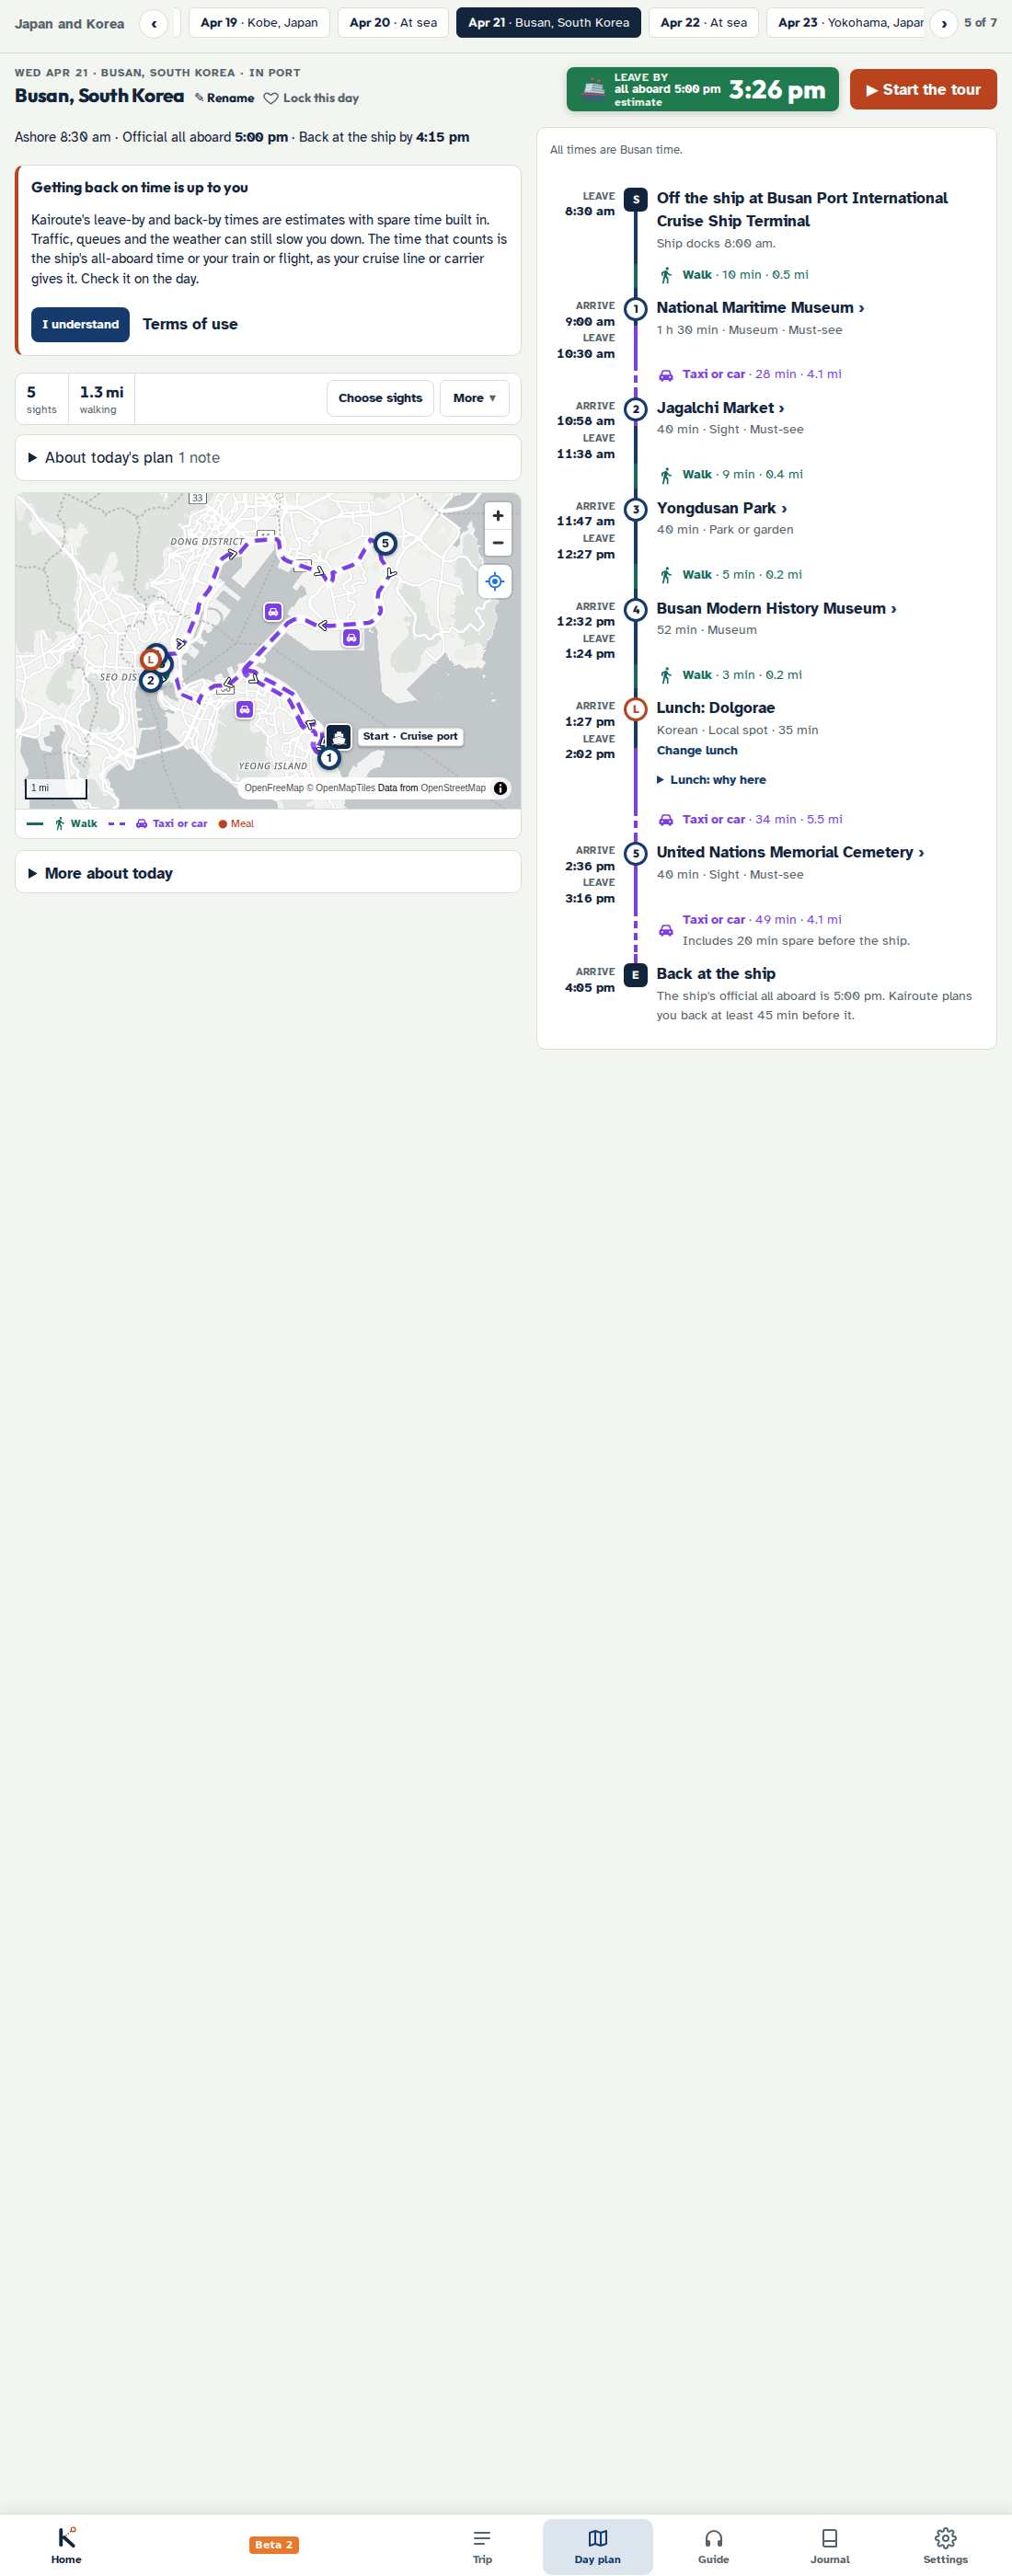 Japan and Korea
‹
Apr 19 · Kobe, Japan
Apr 20 · At sea
Apr 21 · Busan, South Korea
Apr 22 · At sea
Apr 23 · Yokohama, Japan
›
5 of 7
WED APR 21 · BUSAN, SOUTH KOREA · IN PORT
Busan, South Korea
✎ Rename
Lock this day
LEAVE BY
all aboard 5:00 pm
estimate
3:26 pm
▶ Start the tour
Ashore 8:30 am · Official all aboard 5:00 pm · Back at the ship by 4:15 pm
Getting back on time is up to you
Kairoute's leave-by and back-by times are estimates with spare time built in.
Traffic, queues and the weather can still slow you down. The time that counts is
the ship's all-aboard time or your train or flight, as your cruise line or carrier
gives it. Check it on the day.
I understand
Terms of use
5
sights
1.3 mi
walking
Choose sights
More ▼
▶ About today's plan 1 note
33
DONG DISTRICT
5
L
2
SEO DIS
Start · Cruise port
1
YEONG ISLAND
+
−
1 mi
OpenFreeMap © OpenMapTiles Data from OpenStreetMap
Walk
Taxi or car
Meal
▶ More about today
All times are Busan time.
LEAVE
8:30 am
S
Off the ship at Busan Port International
Cruise Ship Terminal
Ship docks 8:00 am.
Walk · 10 min · 0.5 mi
ARRIVE
9:00 am
LEAVE
10:30 am
1
National Maritime Museum ›
1 h 30 min · Museum · Must-see
Taxi or car · 28 min · 4.1 mi
ARRIVE
10:58 am
LEAVE
11:38 am
2
Jagalchi Market ›
40 min · Sight · Must-see
Walk · 9 min · 0.4 mi
ARRIVE
11:47 am
LEAVE
12:27 pm
3
Yongdusan Park ›
40 min · Park or garden
Walk · 5 min · 0.2 mi
ARRIVE
12:32 pm
LEAVE
1:24 pm
4
Busan Modern History Museum ›
52 min · Museum
Walk · 3 min · 0.2 mi
ARRIVE
1:27 pm
LEAVE
2:02 pm
L
Lunch: Dolgorae
Korean · Local spot · 35 min
Change lunch
▶ Lunch: why here
Taxi or car · 34 min · 5.5 mi
ARRIVE
2:36 pm
LEAVE
3:16 pm
5
United Nations Memorial Cemetery ›
40 min · Sight · Must-see
Taxi or car · 49 min · 4.1 mi
Includes 20 min spare before the ship.
ARRIVE
4:05 pm
E
Back at the ship
The ship's official all aboard is 5:00 pm. Kairoute plans
you back at least 45 min before it.
Home
Beta 2
Trip
Day plan
Guide
Journal
Settings